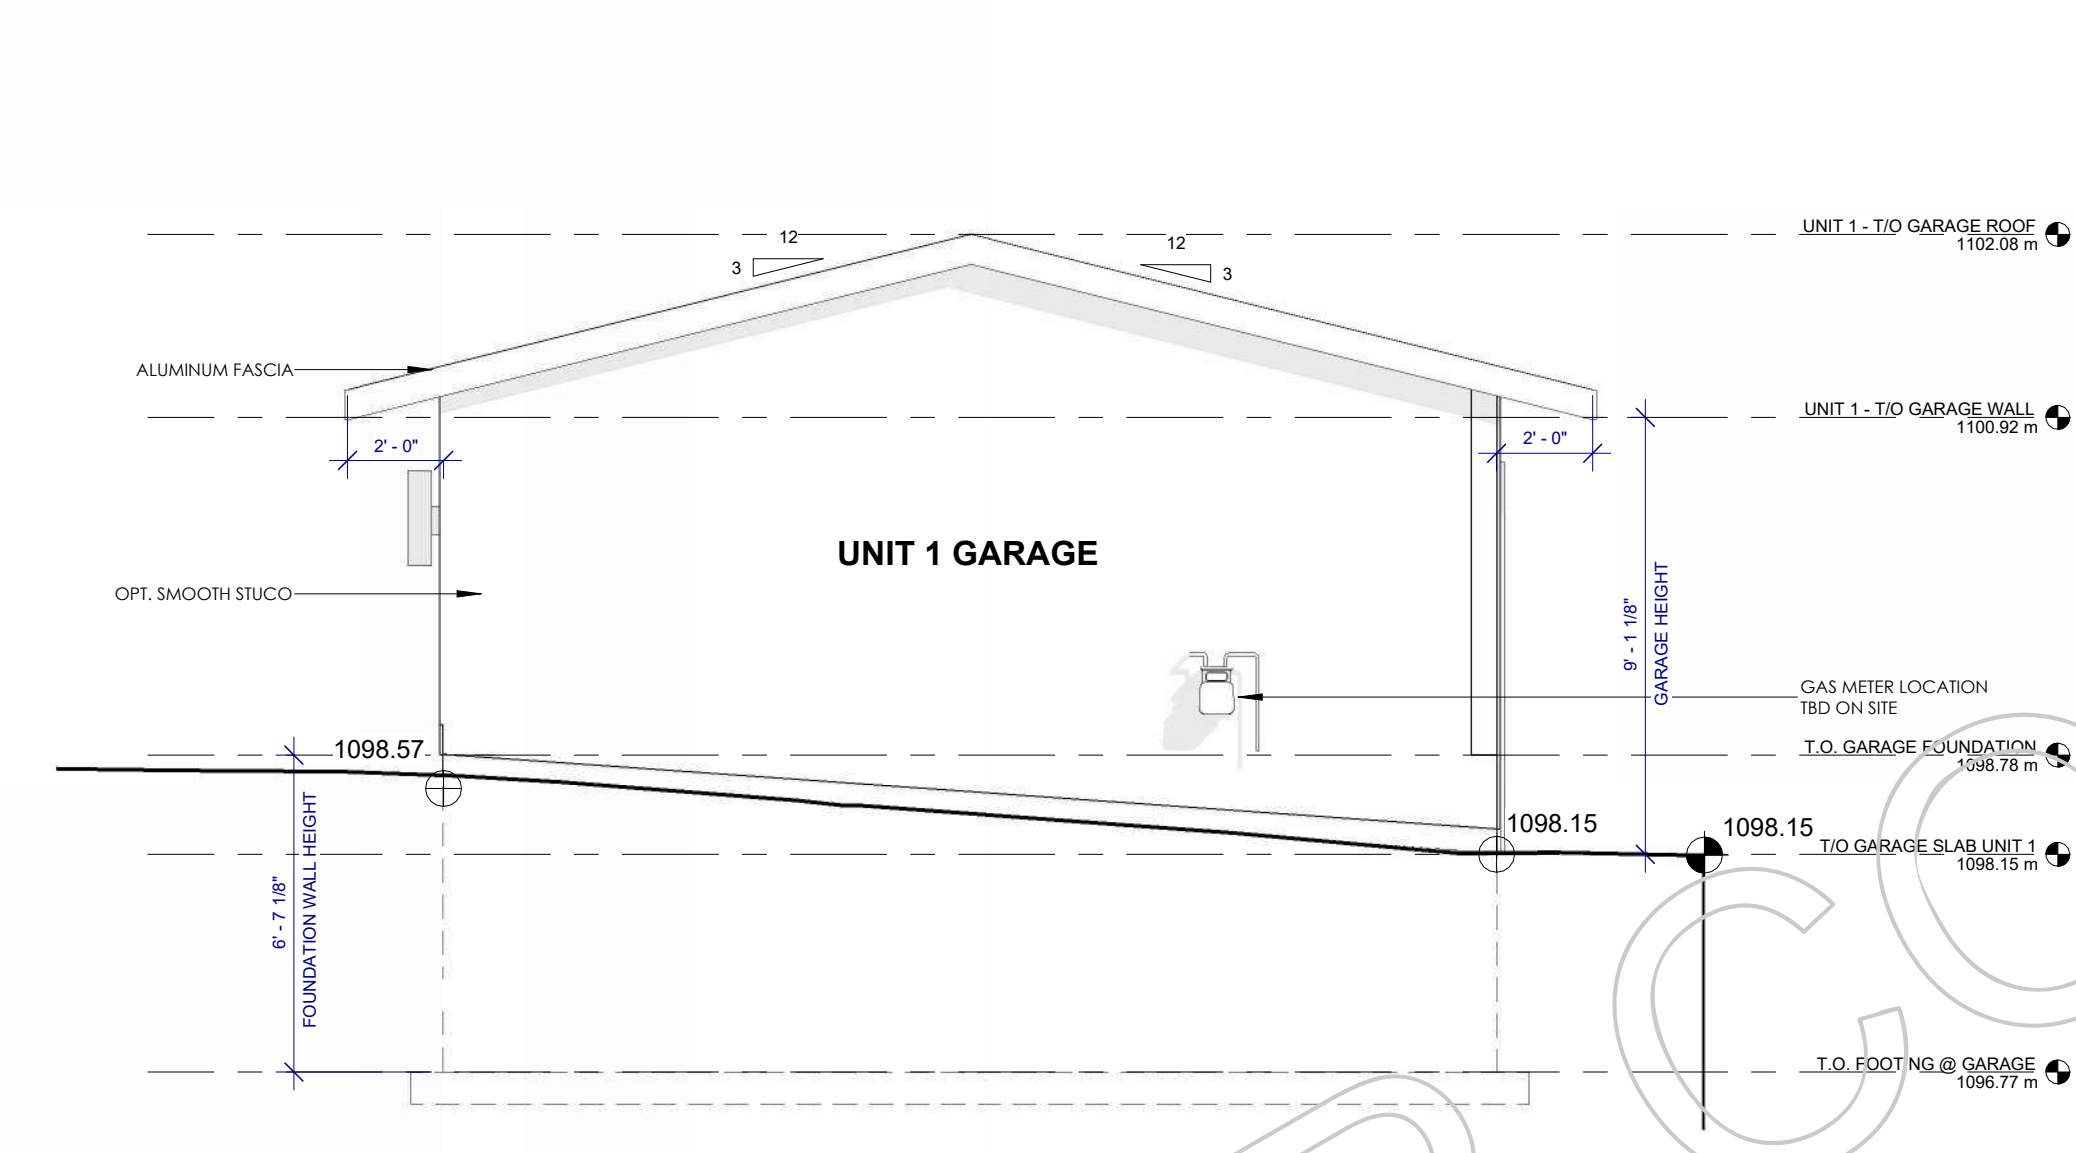 UNIT 1 - T/O GARAGE ROOF
1102.08 m
12
3
12
3
ALUMINUM FASCIA
UNIT 1 - T/O GARAGE WALL
1100.92 m
2' - 0"
2' - 0"
UNIT 1 GARAGE
OPT. SMOOTH STUCO
9' - 1 1/8"
GARAGE HEIGHT
GAS METER LOCATION
TBD ON SITE
1098.57
T.O. GARAGE FOUNDATION
1098.78 m
1098.15
1098.15
T/O GARAGE SLAB UNIT 1
1098.15 m
6' - 7 1/8"
FOUNDATION WALL HEIGHT
T.O. FOOTING @ GARAGE
1096.77 m